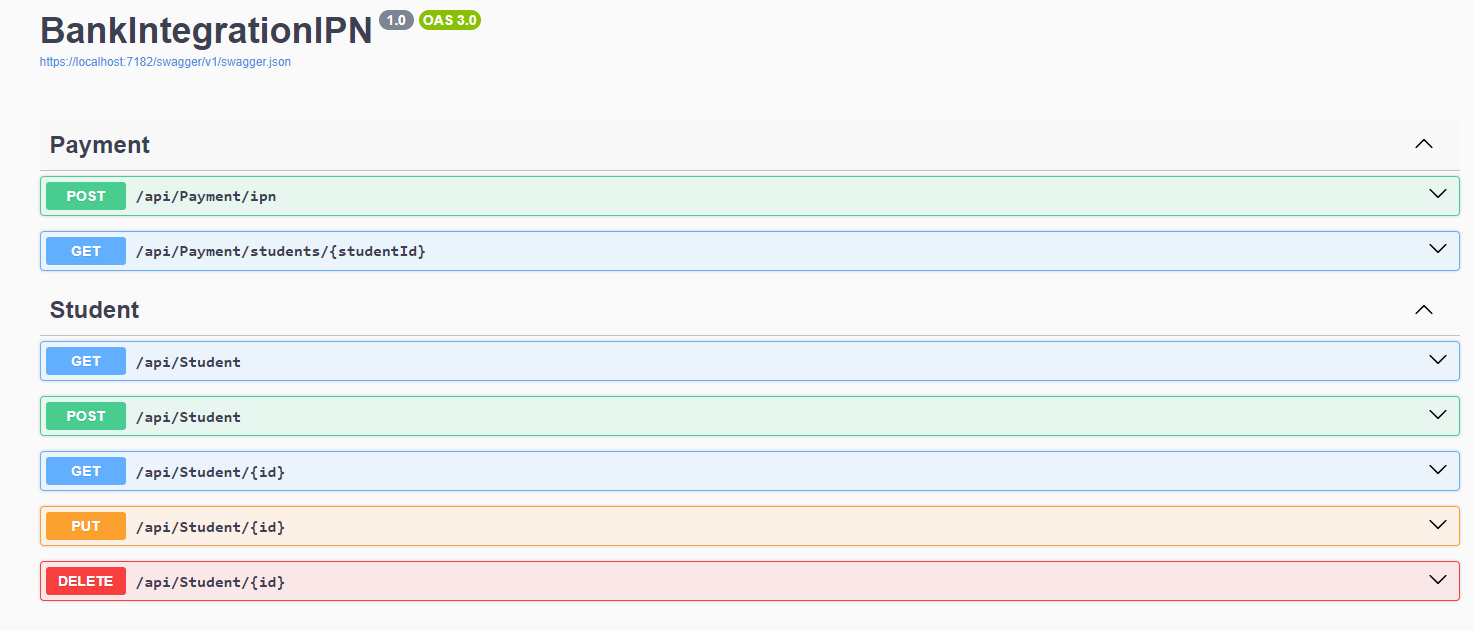 BankIntegrationIPN 1.0 OAS 3.0
https://localhost:7182/swagger/v1/swagger.json
Payment
POST /api/Payment/ipn
GET /api/Payment/students/{studentId}
Student
GET /api/Student
POST /api/Student
GET /api/Student/{id}
PUT /api/Student/{id}
DELETE /api/Student/{id}